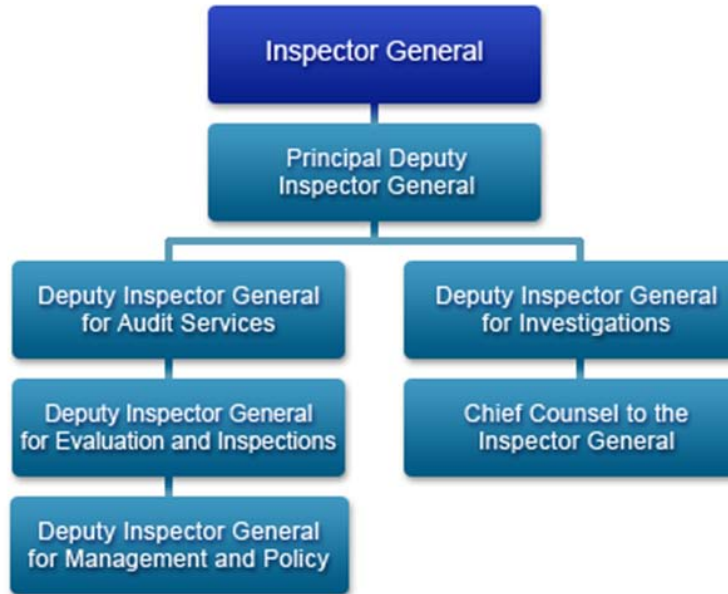 Inspector General
Principal Deputy
Inspector General
Deputy Inspector General
for Audit Services
Deputy Inspector General
for Evaluation and Inspections
Deputy Inspector General
for Management and Policy
Deputy Inspector General
for Investigations
Chief Counsel to the
Inspector General